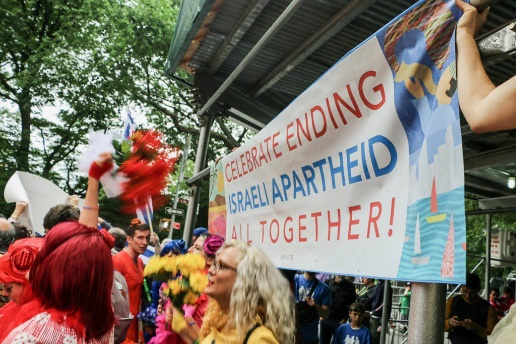 CELEBRATE ENDING
ISRAELI APARTHEID
ALL TOGETHER!